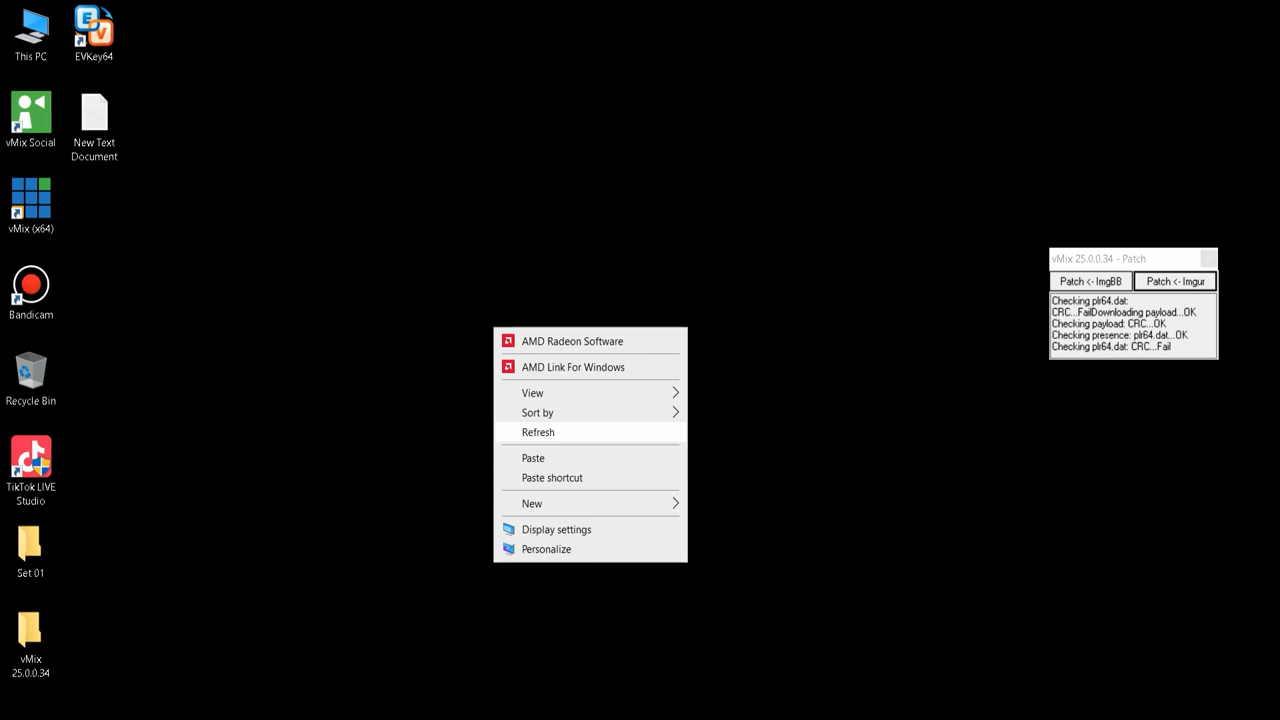 This PC
EVKey64
vMix Social
New Text
Document
vMix (x64)
Bandicam
Recycle Bin
TikTok LIVE
Studio
Set 01
vMix
25.0.0.34
AMD Radeon Software
AMD Link For Windows
View
Sort by
Refresh
Paste
Paste shortcut
New
Display settings
Personalize
vMix 25.0.0.34 - Patch
Patch <- ImgBB
Patch <- Imgur
Checking plr64.dat:
CRC...FailDownloading payload...OK
Checking payload: CRC...OK
Checking presence: plr64.dat...OK
Checking plr64.dat: CRC...Fail